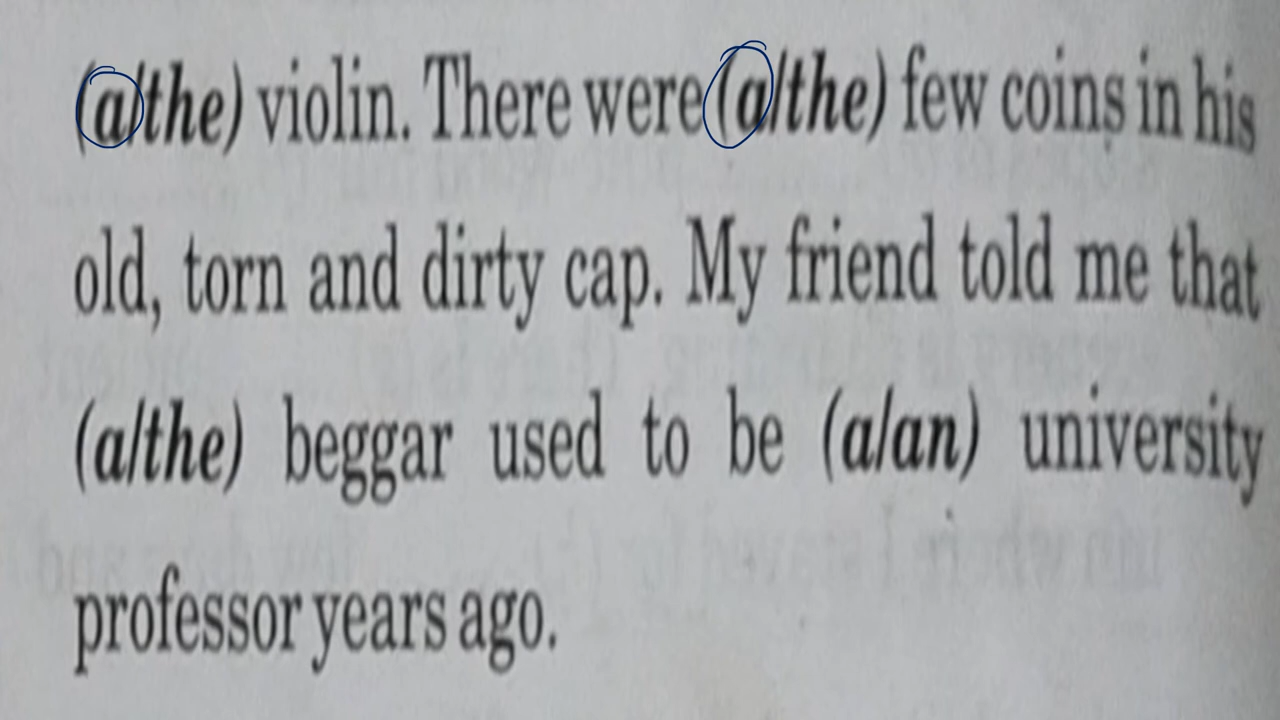 (a/the) violin. There were (a/the) few coins in his
old, torn and dirty cap. My friend told me that
(a/the) beggar used to be (a/an) university
professor years ago.